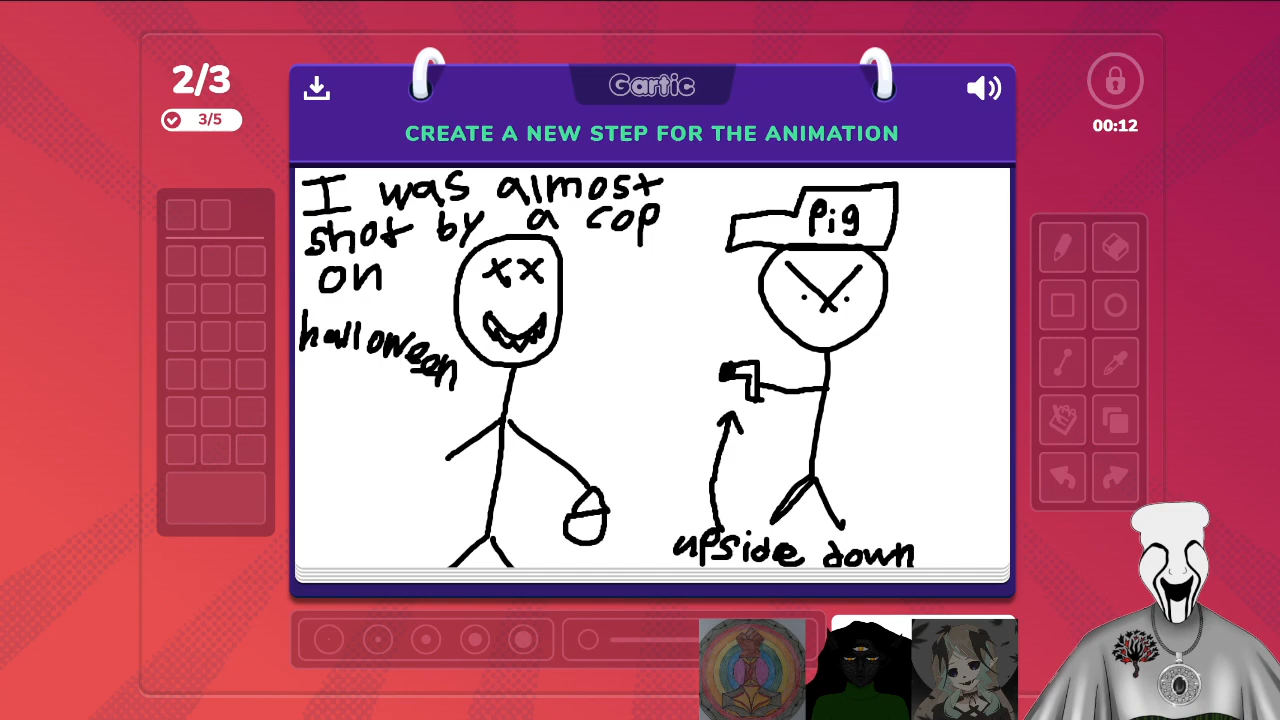 2/3
3/5
Gartic
00:12
CREATE A NEW STEP FOR THE ANIMATION
I was almost
shot by a cop
on
halloween
Pig
upside down